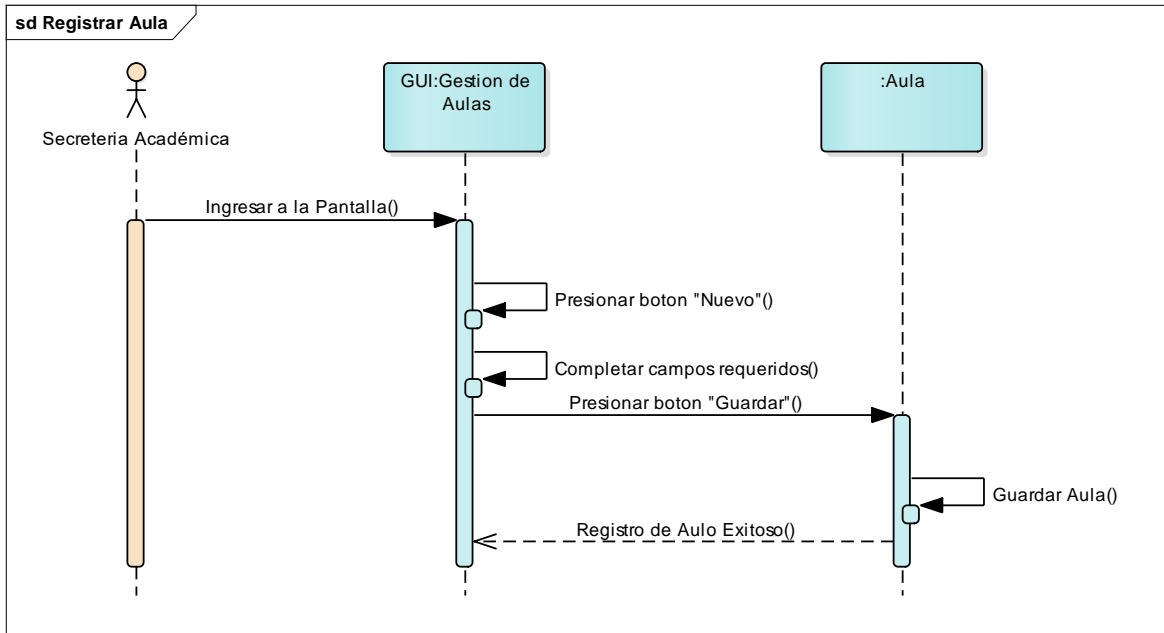 sd Registrar Aula
Secreteria Académica
GUI:Gestion de
Aulas
:Aula
Ingresar a la Pantalla()
Presionar boton "Nuevo"()
Completar campos requeridos()
Presionar boton "Guardar"()
Guardar Aula()
Registro de Aulo Exitoso()